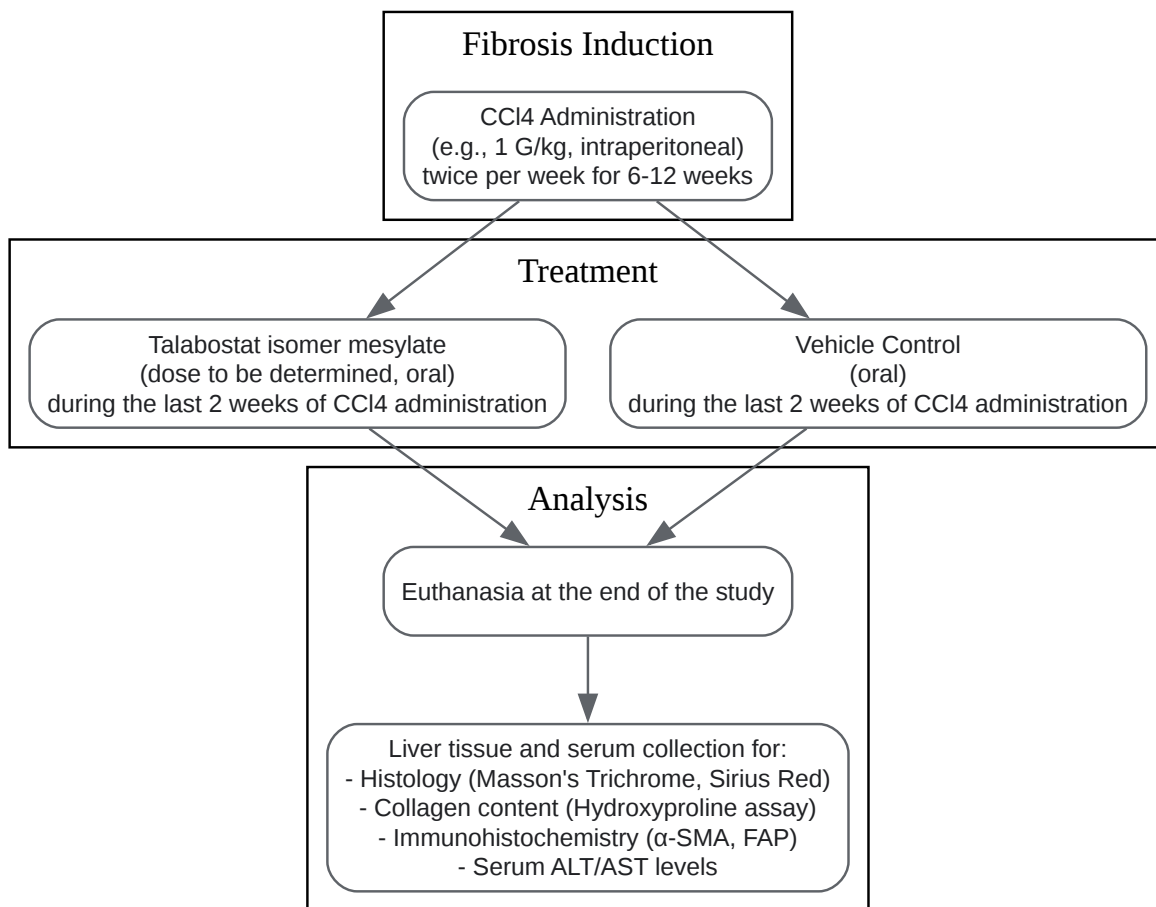 Fibrosis Induction
CCl4 Administration
(e.g., 1 G/kg, intraperitoneal)
twice per week for 6-12 weeks
Treatment
Talabostat isomer mesylate
(dose to be determined, oral)
during the last 2 weeks of CCl4 administration
Vehicle Control
(oral)
during the last 2 weeks of CCl4 administration
Analysis
Euthanasia at the end of the study
Liver tissue and serum collection for:
- Histology (Masson's Trichrome, Sirius Red)
- Collagen content (Hydroxyproline assay)
- Immunohistochemistry (α-SMA, FAP)
- Serum ALT/AST levels